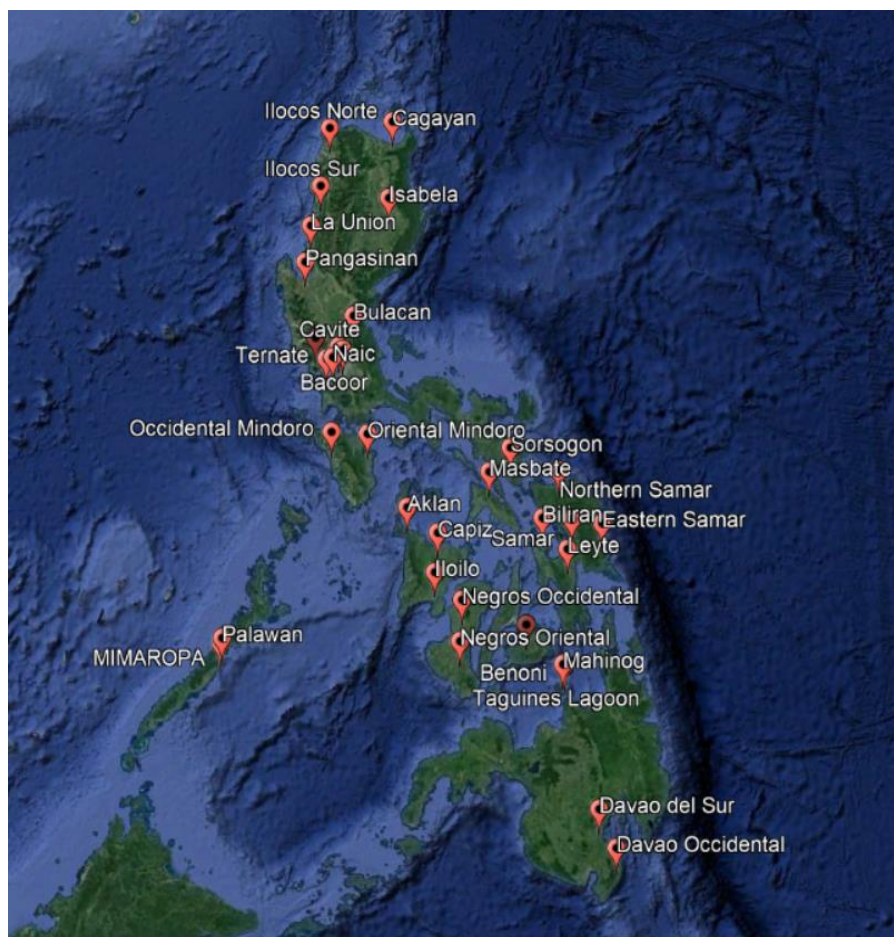 Ilocos Norte
Cagayan
Ilocos Sur
Isabela
La Union
Pangasinan
Bulacan
Cavite
Ternate
Naic
Bacoor
Occidental Mindoro
Oriental Mindoro
Sorsogon
Masbate
Northern Samar
Aklan
Biliran
Eastern Samar
Capiz
Samar
Leyte
Iloilo
Negros Occidental
Palawan
Negros Oriental
MIMAROPA
Mahinog
Benoni
Taguines Lagoon
Davao del Sur
Davao Occidental